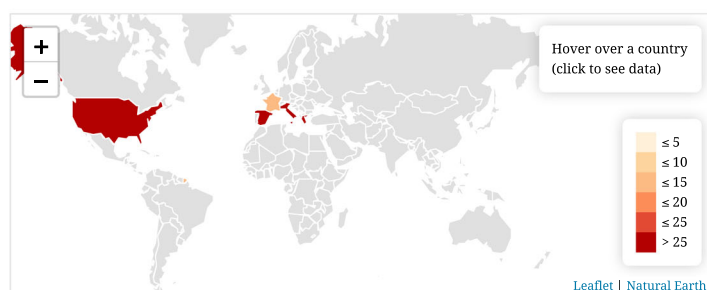 +
−
Hover over a country
(click to see data)
≤ 5
≤ 10
≤ 15
≤ 20
≤ 25
> 25
Leaflet | Natural Earth